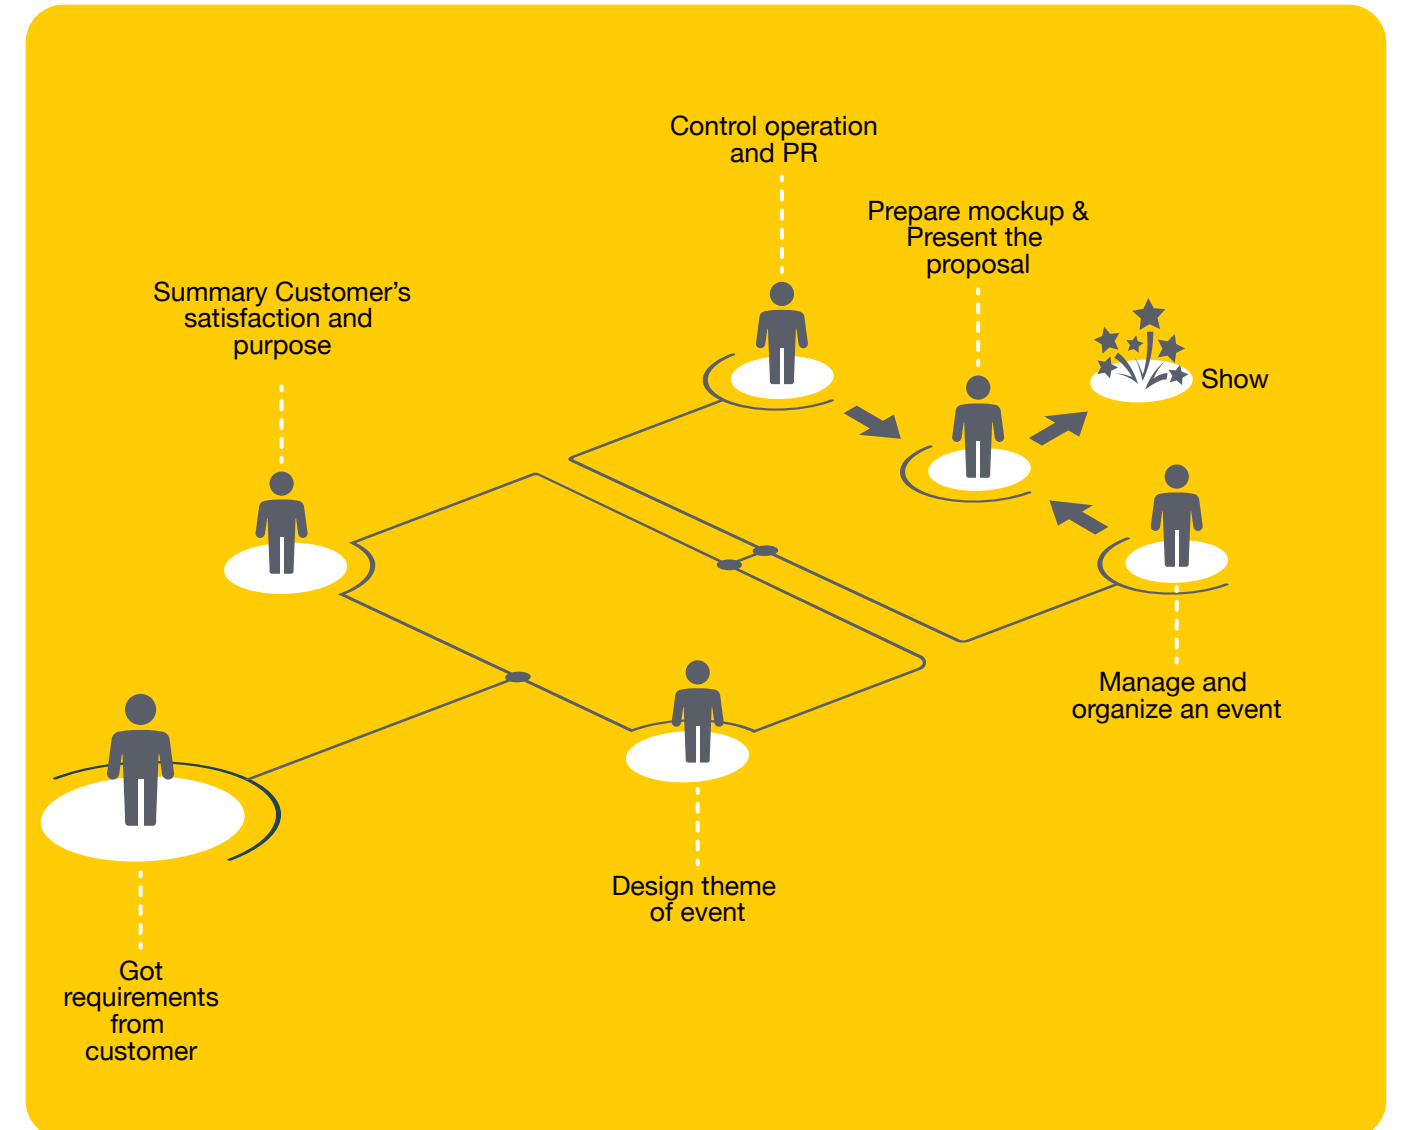 Control operation
and PR
Prepare mockup &
Present the
proposal
Summary Customer’s
satisfaction and
purpose
Show
Manage and
organize an event
Design theme
of event
Got
requirements
from
customer